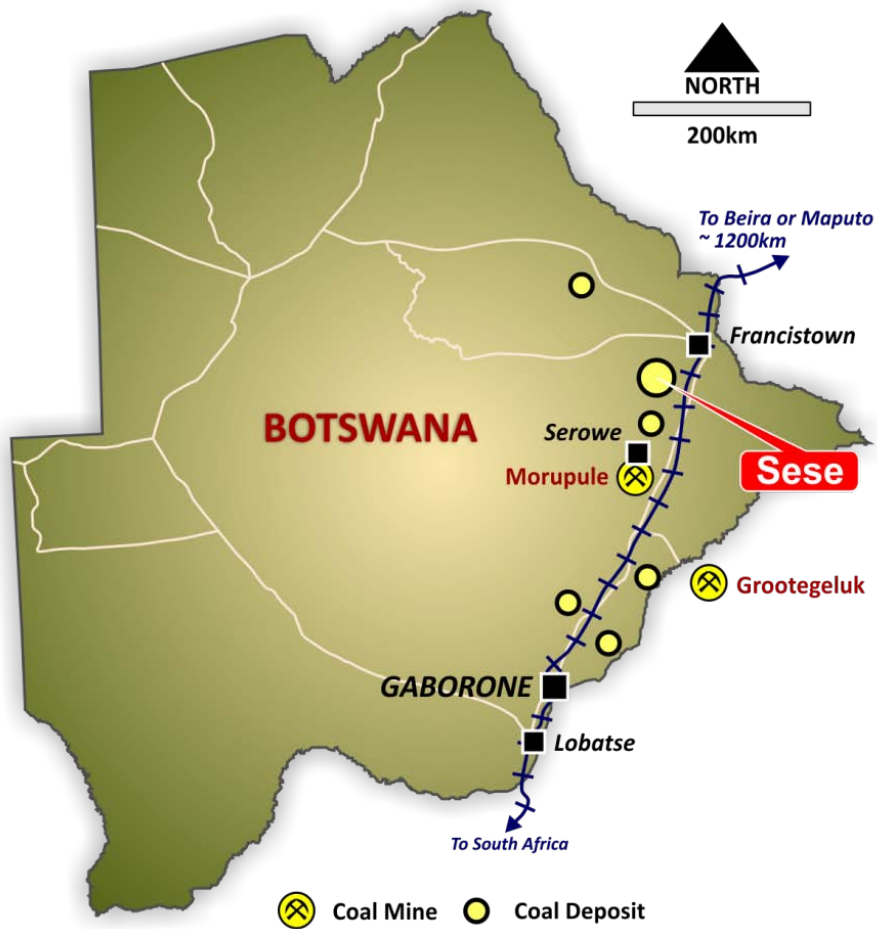 NORTH
200km
To Beira or Maputo
~ 1200km
Francistown
BOTSWANA
Serowe
Sese
Morupule
Grootegeluk
GABORONE
Lobatse
To South Africa
Coal Mine
Coal Deposit